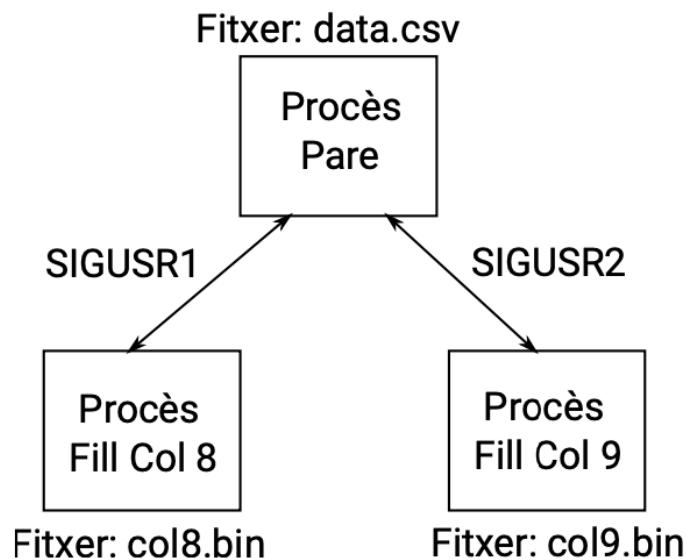 Fitxer: data.csv
Procès
Pare
SIGUSR1
SIGUSR2
Procès
Fill Col 8
Procès
Fill Col 9
Fitxer: col8.bin
Fitxer: col9.bin